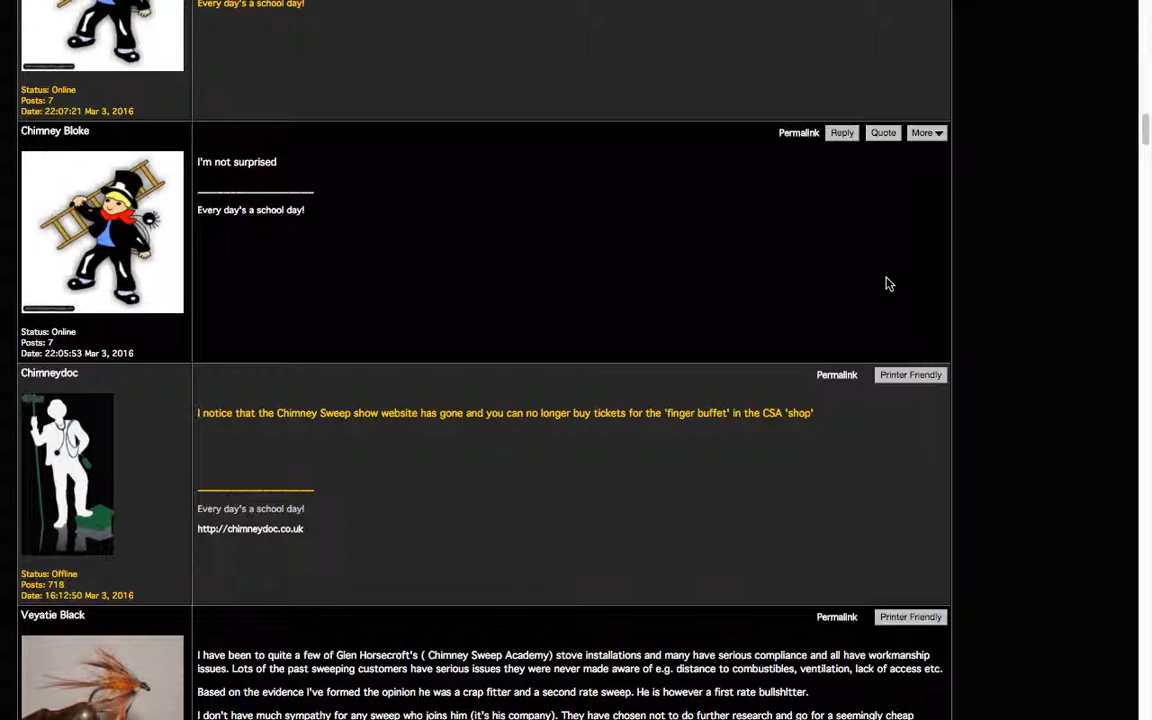 Every day's a school day!
Status: Online
Posts: 7
Date: 22:07:21 Mar 3, 2016
Chimney Bloke
Permalink Reply Quote More
I'm not surprised
Every day's a school day!
Status: Online
Posts: 7
Date: 22:05:53 Mar 3, 2016
Chimneydoc
Permalink Printer Friendly
I notice that the Chimney Sweep show website has gone and you can no longer buy tickets for the 'finger buffet' in the CSA 'shop'
Every day's a school day!
http://chimneydoc.co.uk
Status: Offline
Posts: 718
Date: 16:12:50 Mar 3, 2016
Veyatie Black
Permalink Printer Friendly
I have been to quite a few of Glen Horsecroft's ( Chimney Sweep Academy) stove installations and many have serious compliance and all have workmanship
issues. Lots of the past sweeping customers have serious issues they were never made aware of e.g. distance to combustibles, ventilation, lack of access etc.
Based on the evidence I've formed the opinion he was a crap fitter and a second rate sweep. He is however a first rate bullshitter.
I don't have much sympathy for any sweep who joins him (it's his company). They have chosen not to do further research and go for a seemingly cheap